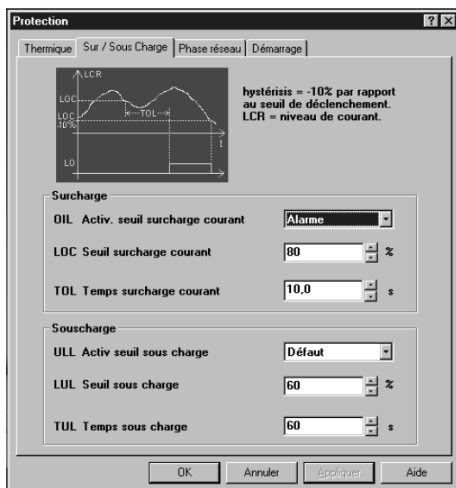 Protection
Thermique
Sur / Sous Charge
Phase réseau
Démarrage
LCR
LOC
LOC
-10%
TOL
t
LO
hystérisis = -10% par rapport
au seuil de déclenchement.
LCR = niveau de courant.
Surcharge
OIL Activ. seuil surcharge courant
Alarme
LOC Seuil surcharge courant
80 %
TOL Temps surcharge courant
10,0 s
Souscharge
ULL Activ seuil sous charge
Défaut
LUL Seuil sous charge
60 %
TUL Temps sous charge
60 s
OK
Annuler
Appliquer
Aide